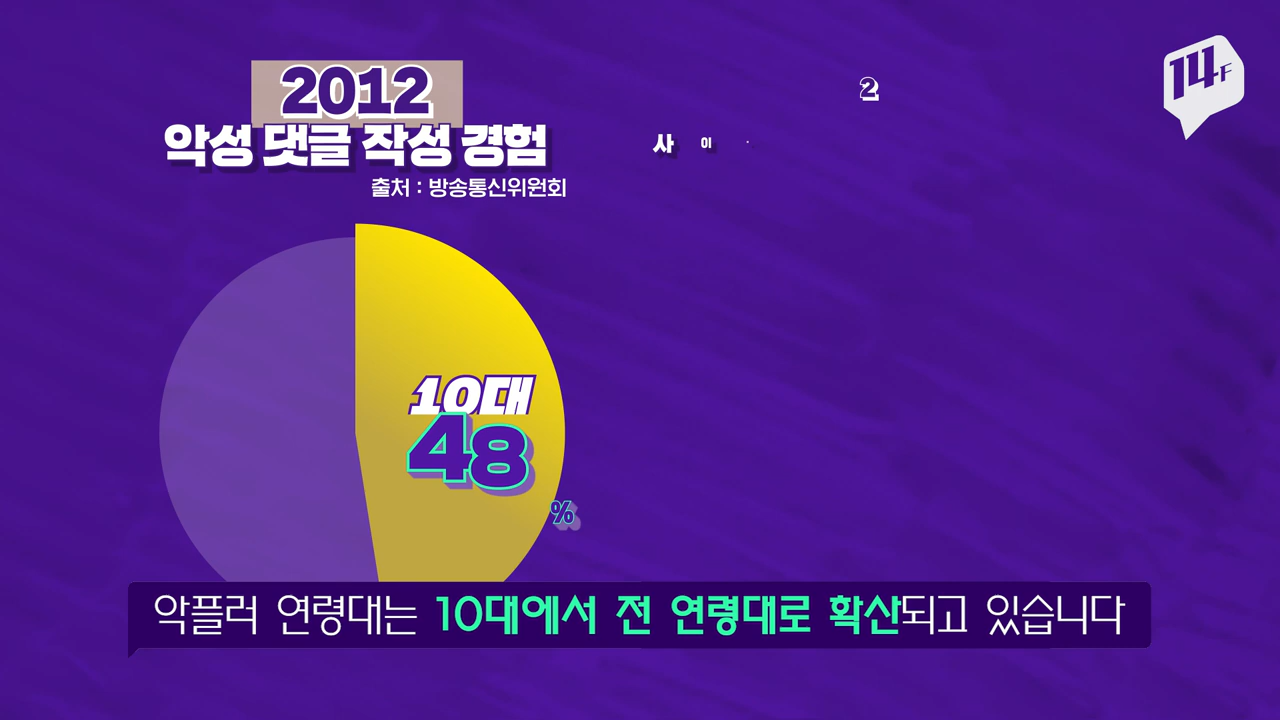 2012
악성 댓글 작성 경험
출처 : 방송통신위원회
2
사 이
14F
10대
48
%
악플러 연령대는 10대에서 전 연령대로 확산되고 있습니다